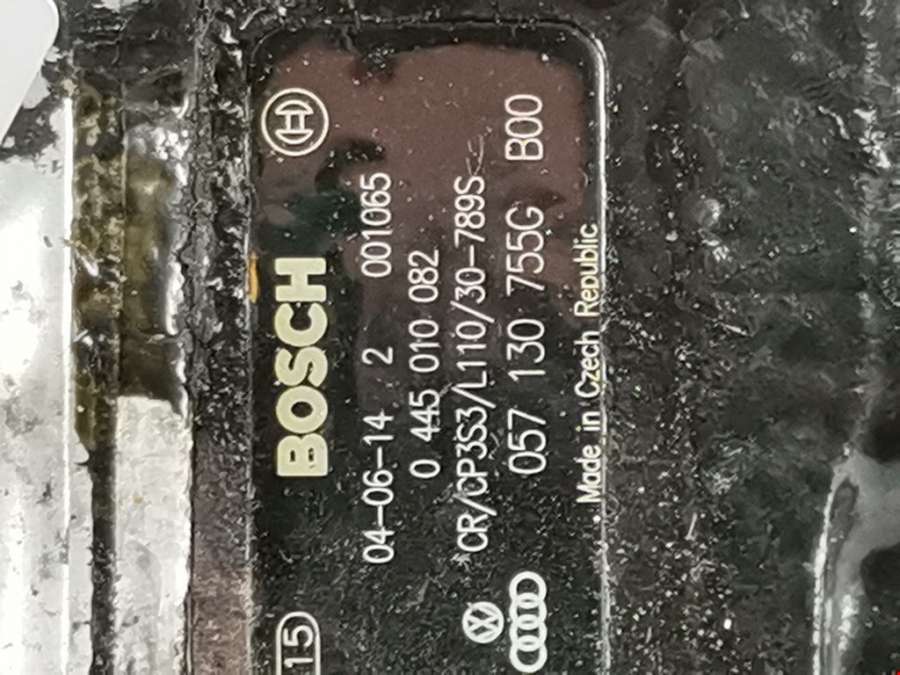 BOSCH
04-06-14 2 001065
0 445 010 082
CR/CP3S3/L110/30-789S
057 130 755G B00
Made in Czech Republic
15